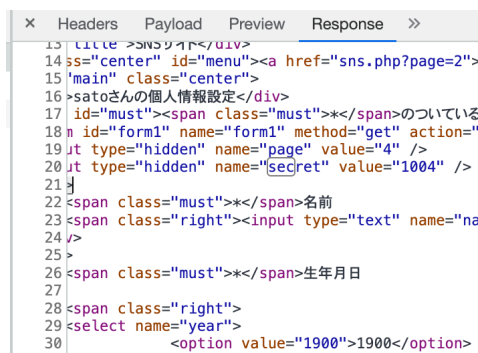 × Headers Payload Preview Response >>
13 title">SNSサイト</div>
14 ss="center" id="menu"><a href="sns.php?page=2">
15 "main" class="center">
16 >satoさんの個人情報設定</div>
17 id="must"><span class="must">*</span>のついている
18 m id="form1" name="form1" method="get" action="
19 ut type="hidden" name="page" value="4" />
20 ut type="hidden" name="secret" value="1004" />
21 >
22 <span class="must">*</span>名前
23 <span class="right"><input type="text" name="na
24 v>
25 >
26 <span class="must">*</span>生年月日
27
28 <span class="right">
29 <select name="year">
30 <option value="1900">1900</option>